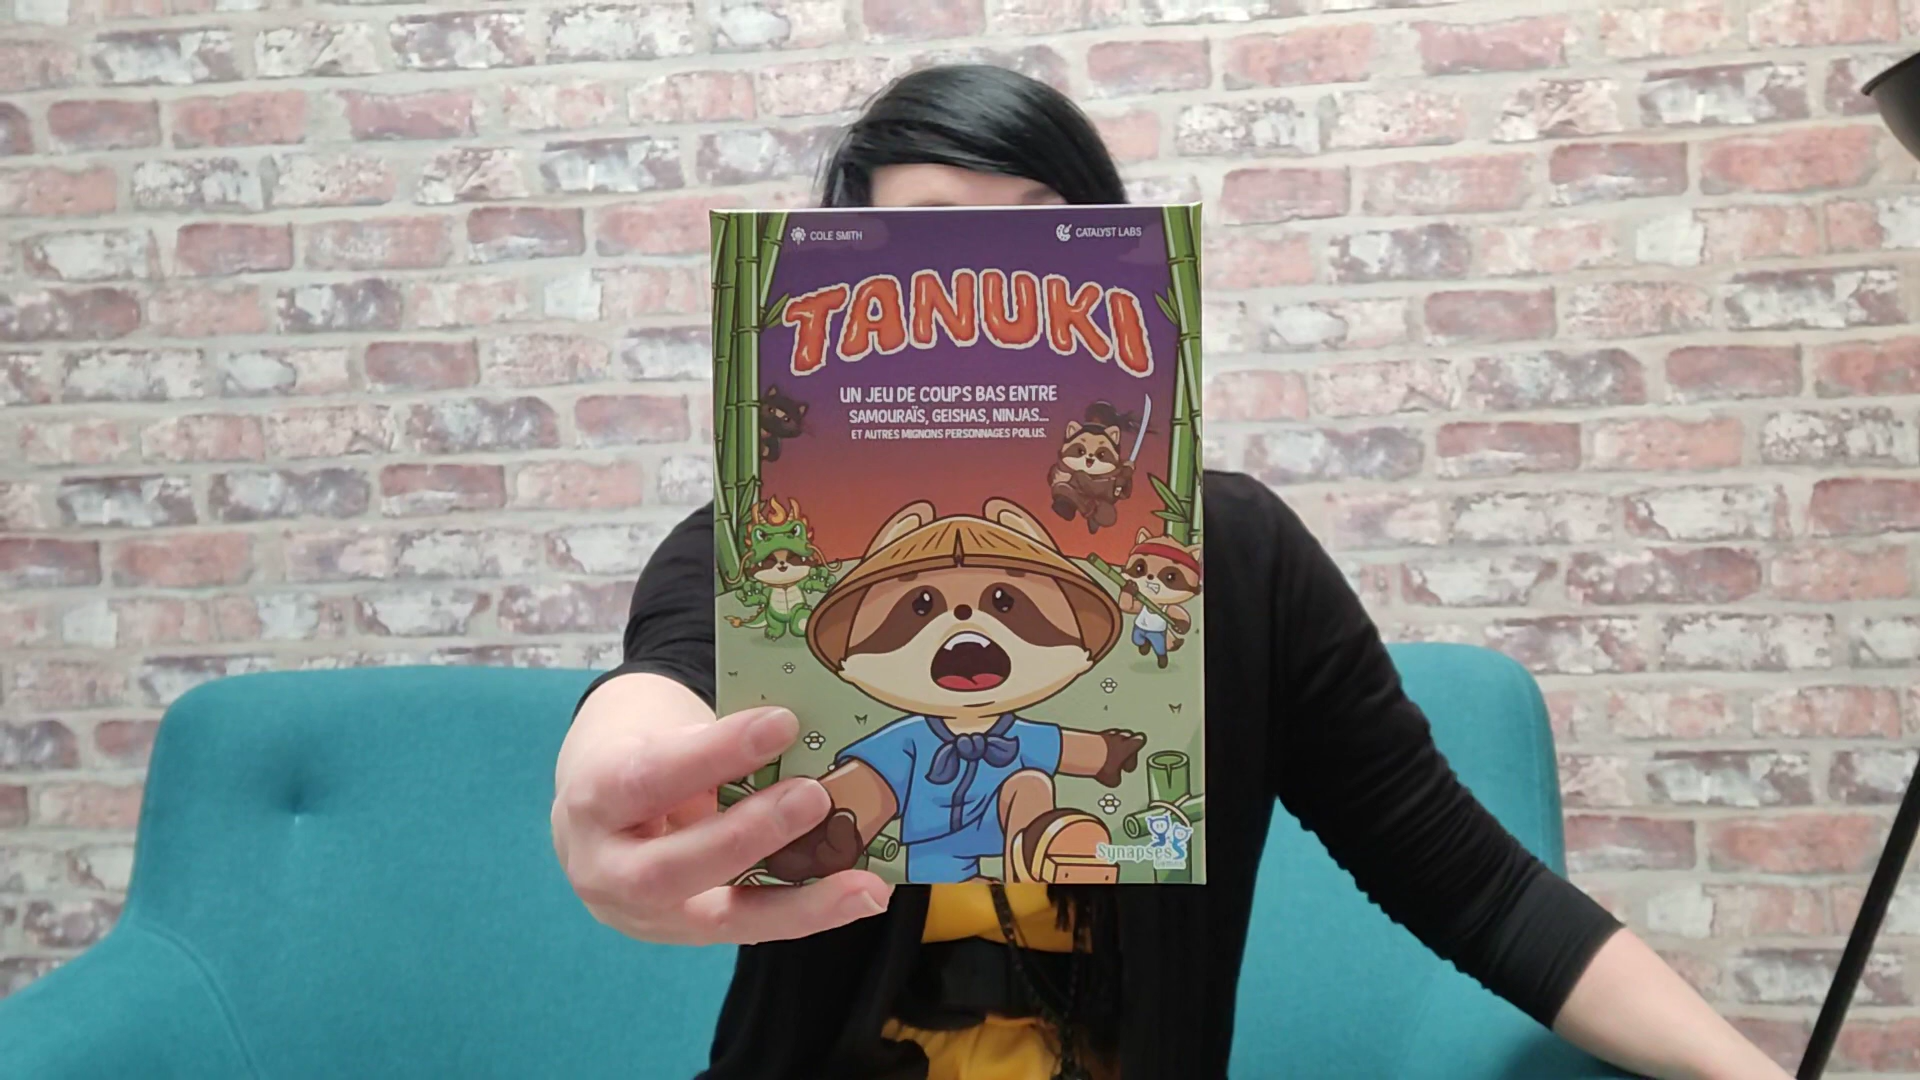 COLE SMITH
CATALYST LABS
TANUKI
UN JEU DE COUPS BAS ENTRE
SAMOURAÏS, GEISHAS, NINJAS...
ET AUTRES MIGNONS PERSONNAGES POILUS.
Synapses
Games